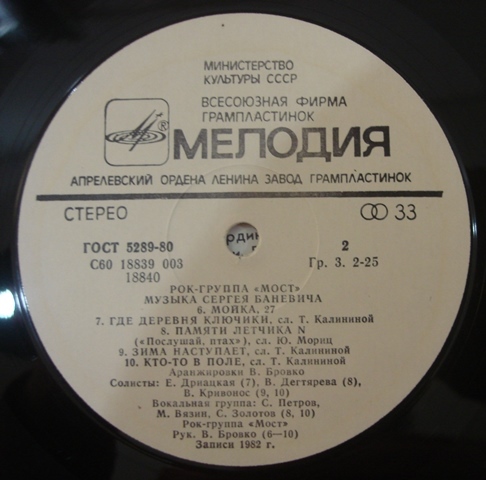 МИНИСТЕРСТВО
КУЛЬТУРЫ СССР
ВСЕСОЮЗНАЯ ФИРМА
ГРАМПЛАСТИНОК
® МЕЛОДИЯ
АПРЕЛЕВСКИЙ ОРДЕНА ЛЕНИНА ЗАВОД ГРАМПЛАСТИНОК
СТЕРЕО 33
ГОСТ 5289-80 2
С60 18839 003 Гр. 3. 2-25
18840
РОК-ГРУППА «МОСТ»
МУЗЫКА СЕРГЕЯ БАНЕВИЧА
6. МОЙКА, 27
7. ГДЕ ДЕРЕВНЯ КЛЮЧИКИ, сл. Т. Калининой
8. ПАМЯТИ ЛЕТЧИКА N
(«Послушай, птах»), сл. Ю. Мориц
9. ЗИМА НАСТУПАЕТ, сл. Т. Калининой
10. КТО-ТО В ПОЛЕ, сл. Т. Калининой
Аранжировки В. Бровко
Солисты: Е. Дриацкая (7), В. Дегтярева (8),
В. Кривонос (9, 10)
Вокальная группа: С. Петров,
М. Вязин, С. Золотов (8, 10)
Рок-группа «Мост»
Рук. В. Бровко (6—10)
Записи 1982 г.